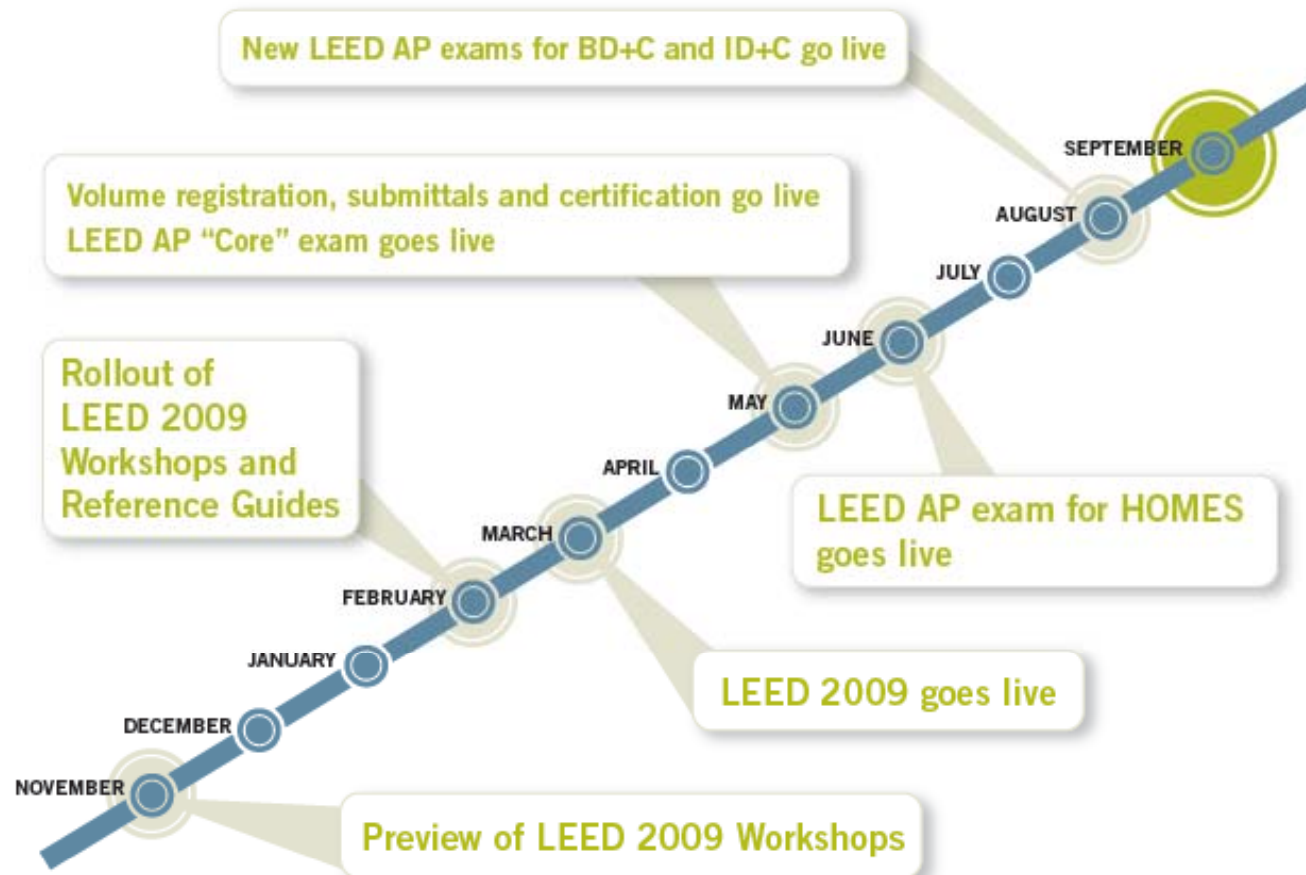 New LEED AP exams for BD+C and ID+C go live
SEPTEMBER
Volume registration, submittals and certification go live
LEED AP “Core” exam goes live
AUGUST
JULY
JUNE
Rollout of
LEED 2009
Workshops and
Reference Guides
MAY
APRIL
LEED AP exam for HOMES
goes live
MARCH
FEBRUARY
JANUARY
LEED 2009 goes live
DECEMBER
NOVEMBER
Preview of LEED 2009 Workshops